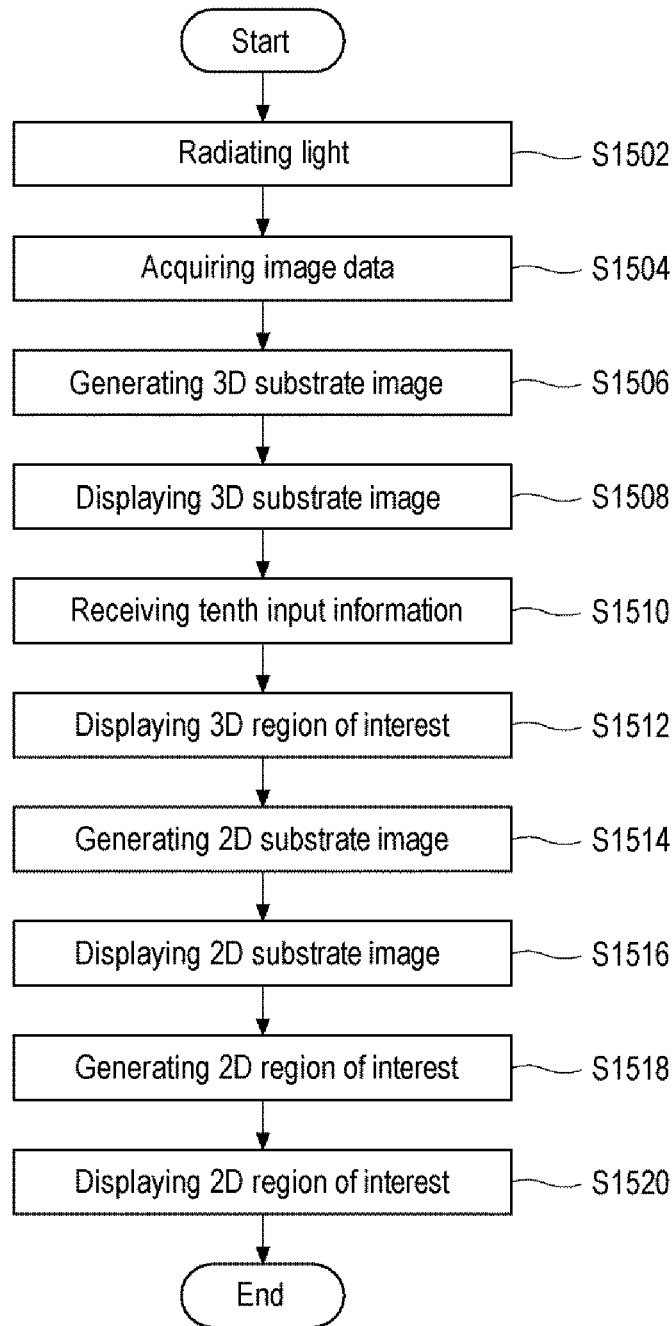 Start
Radiating light
S1502
Acquiring image data
S1504
Generating 3D substrate image
S1506
Displaying 3D substrate image
S1508
Receiving tenth input information
S1510
Displaying 3D region of interest
S1512
Generating 2D substrate image
S1514
Displaying 2D substrate image
S1516
Generating 2D region of interest
S1518
Displaying 2D region of interest
S1520
End